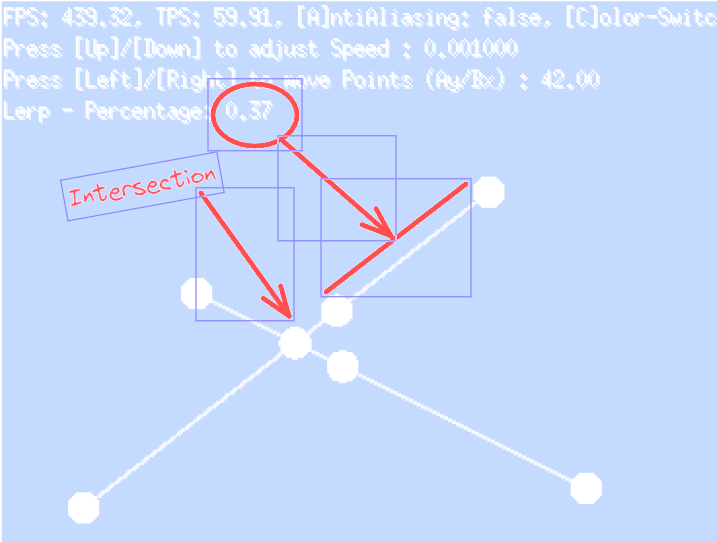 FPS: 439.32, TPS: 59.91, [A]ntiAliasing: false, [C]olor-Switc
Press [Up]/[Down] to adjust Speed : 0.001000
Press [Left]/[Right] to move Points (Ay/Bx) : 42.00
Lerp - Percentage: 0.37
Intersection